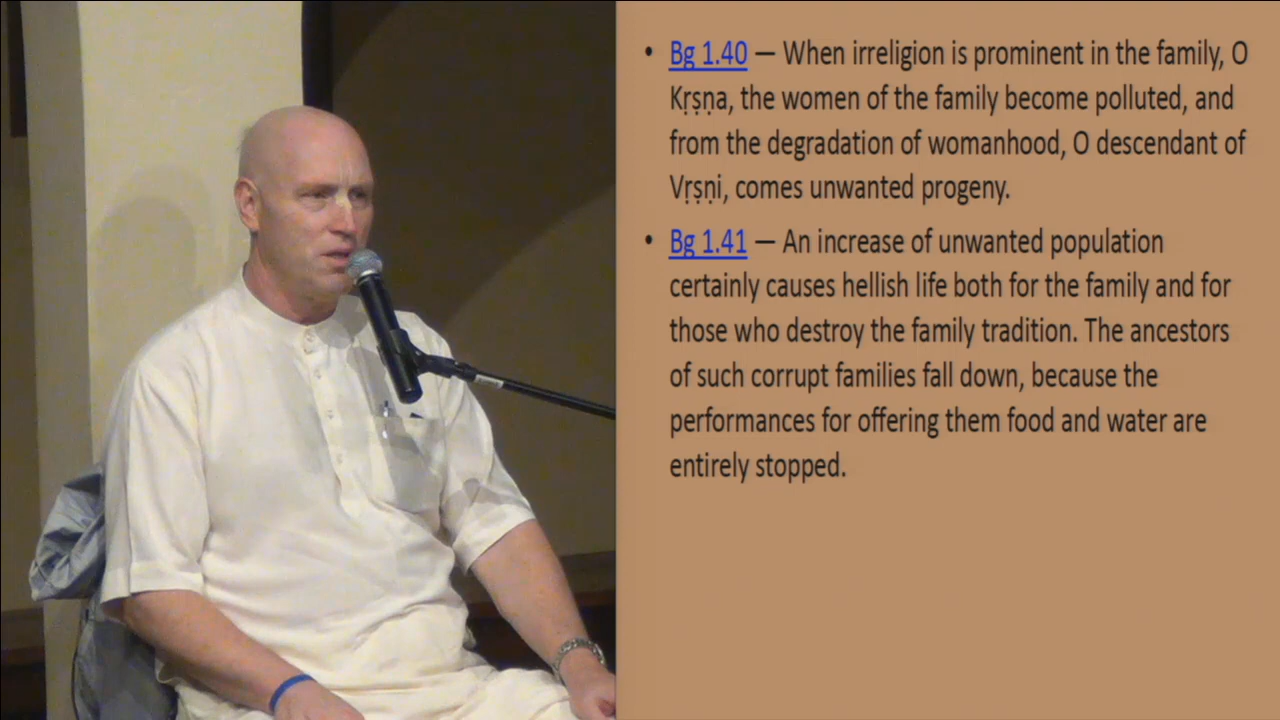 • Bg 1.40 — When irreligion is prominent in the family, O
Kṛṣṇa, the women of the family become polluted, and
from the degradation of womanhood, O descendant of
Vṛṣṇi, comes unwanted progeny.
• Bg 1.41 — An increase of unwanted population
certainly causes hellish life both for the family and for
those who destroy the family tradition. The ancestors
of such corrupt families fall down, because the
performances for offering them food and water are
entirely stopped.